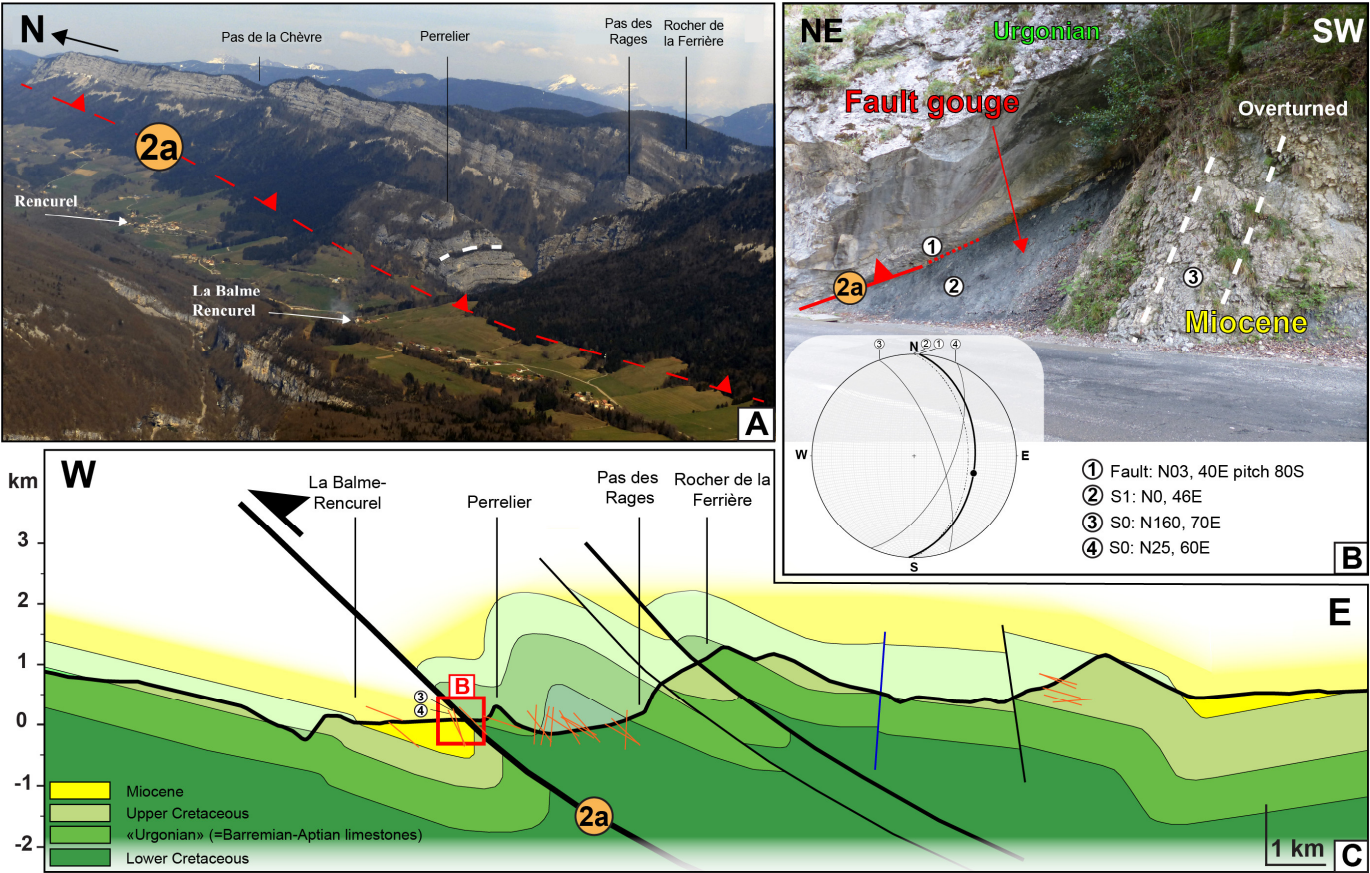 N
Pas de la Chèvre
Perrelier
Pas des
Rages
Rocher de
la Ferrière
2a
Rencurel
La Balme
Rencurel
A
NE
Urgonian
SW
Fault gouge
Overturned
1
2a
2
3
Miocene
3
N
2
1
4
W
E
S
1 Fault: N03, 40E pitch 80S
2 S1: N0, 46E
3 S0: N160, 70E
4 S0: N25, 60E
B
km
W
La Balme-
Rencurel
Perrelier
Pas des
Rages
Rocher de la
Ferrière
E
3
2
1
0
-1
-2
3
4
B
2a
Miocene
Upper Cretaceous
«Urgonian» (=Barremian-Aptian limestones)
Lower Cretaceous
1 km
C